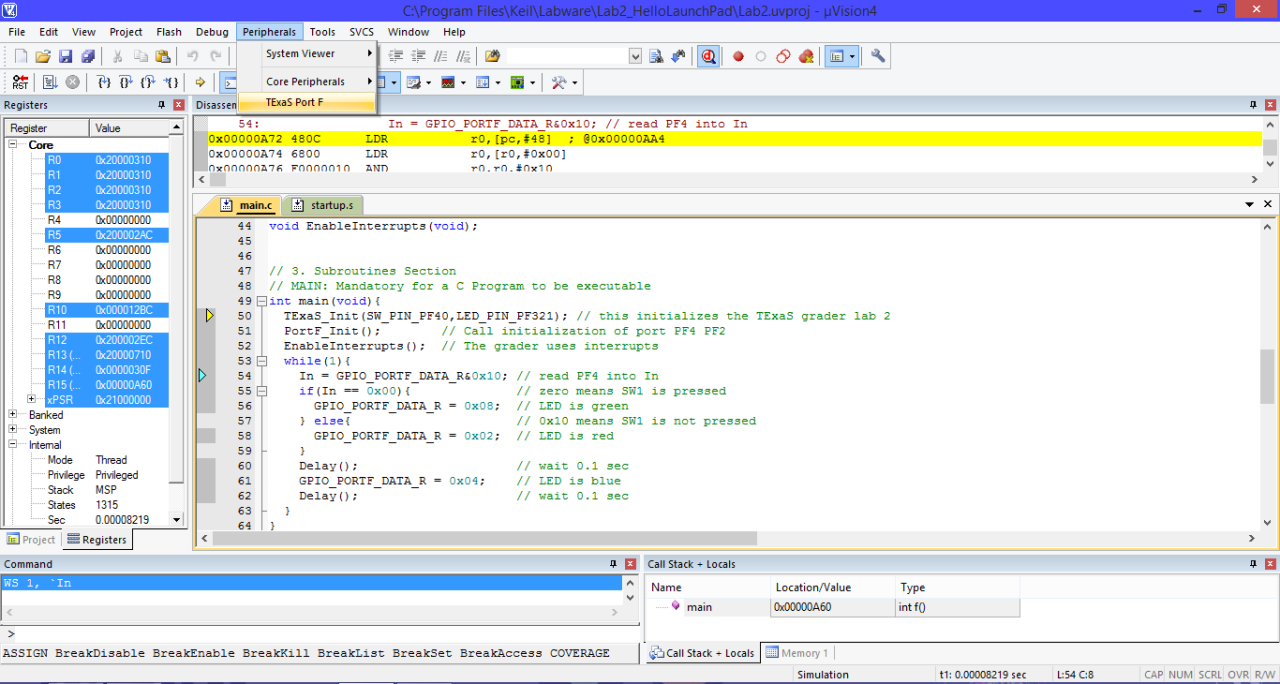 C:\Program Files\Keil\Labware\Lab2_HelloLaunchPad\Lab2.uvproj - µVision4
File Edit View Project Flash Debug Peripherals Tools SVCS Window Help
System Viewer
Core Peripherals
TExaS Port F
RST
Registers
Register Value
Core
R0 0x20000310
R1 0x20000310
R2 0x20000310
R3 0x20000310
R4 0x00000000
R5 0x200002AC
R6 0x00000000
R7 0x00000000
R8 0x00000000
R9 0x00000000
R10 0x000012BC
R11 0x00000000
R12 0x200002EC
R13 (... 0x20000710
R14 (... 0x0000030F
R15 (... 0x00000A60
xPSR 0x21000000
Banked
System
Internal
Mode Thread
Privilege Privileged
Stack MSP
States 1315
Sec 0.00008219
Project Registers
Disassem
54: In = GPIO_PORTF_DATA_R&0x10; // read PF4 into In
0x00000A72 480C LDR r0,[pc,#48] ; @0x00000AA4
0x00000A74 6800 LDR r0,[r0,#0x00]
0x00000A76 F0000010 AND r0,r0,#0x10
main.c startup.s
44 void EnableInterrupts(void);
45
46
47 // 3. Subroutines Section
48 // MAIN: Mandatory for a C Program to be executable
49 int main(void){
50 TExaS_Init(SW_PIN_PF40,LED_PIN_PF321); // this initializes the TExaS grader lab 2
51 PortF_Init(); // Call initialization of port PF4 PF2
52 EnableInterrupts(); // The grader uses interrupts
53 while(1){
54 In = GPIO_PORTF_DATA_R&0x10; // read PF4 into In
55 if(In == 0x00){ // zero means SW1 is pressed
56 GPIO_PORTF_DATA_R = 0x08; // LED is green
57 } else{ // 0x10 means SW1 is not pressed
58 GPIO_PORTF_DATA_R = 0x02; // LED is red
59 }
60 Delay(); // wait 0.1 sec
61 GPIO_PORTF_DATA_R = 0x04; // LED is blue
62 Delay(); // wait 0.1 sec
63 }
64 }
Command
WS 1, `In
>
ASSIGN BreakDisable BreakEnable BreakKill BreakList BreakSet BreakAccess COVERAGE
Call Stack + Locals
Name Location/Value Type
main 0x00000A60 int f()
Call Stack + Locals Memory 1
Simulation t1: 0.00008219 sec L:54 C:8 CAP NUM SCRL OVR R/W